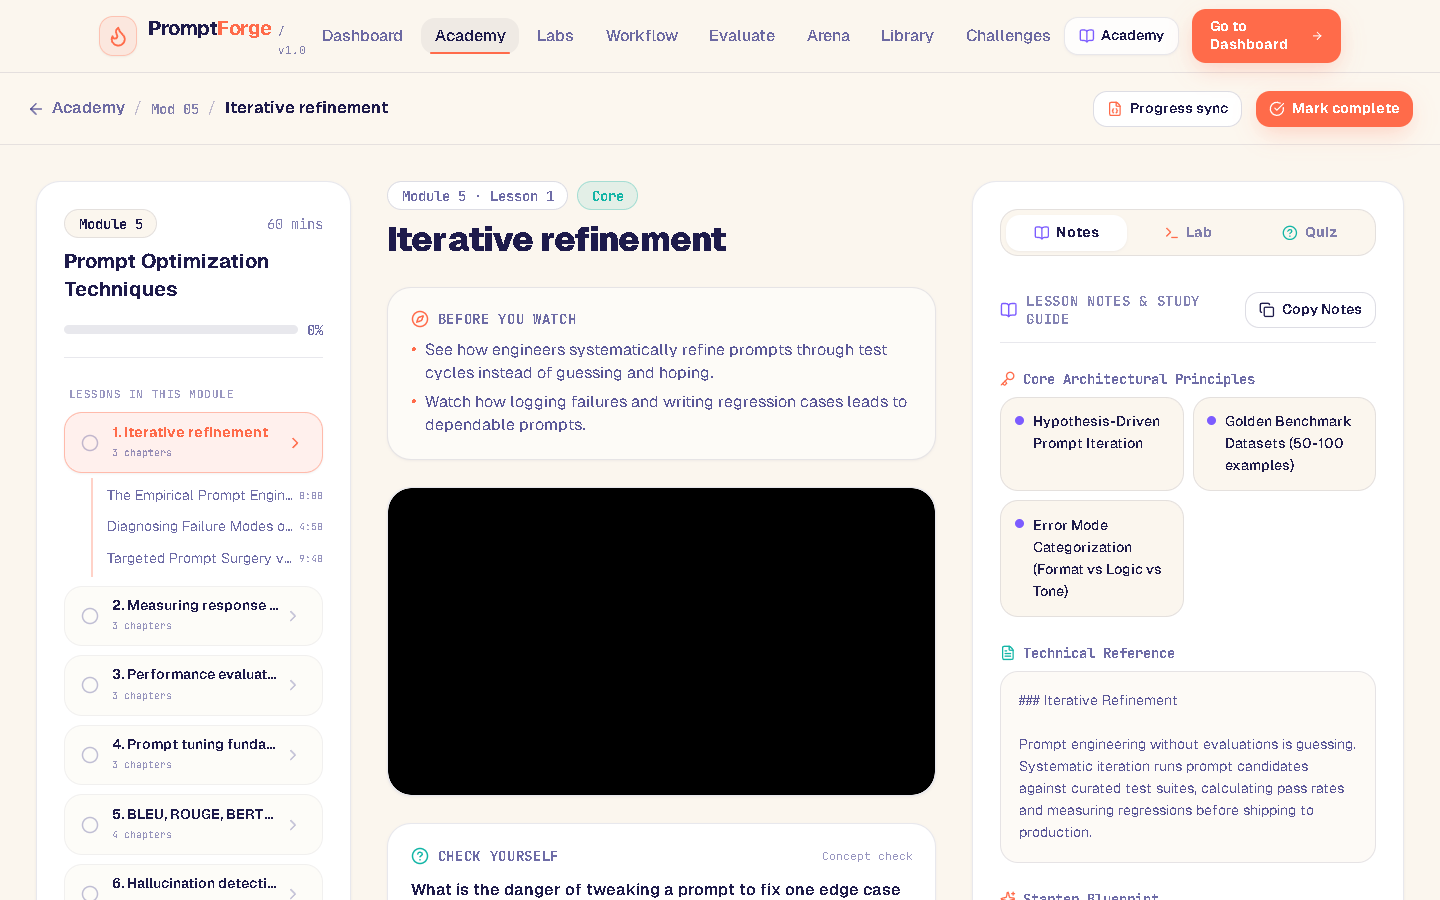 PromptForge / v1.0
Dashboard
Academy
Labs
Workflow
Evaluate
Arena
Library
Challenges
Academy
Go to Dashboard →
← Academy / Mod 05 / Iterative refinement
Progress sync
Mark complete
Module 5
60 mins
Prompt Optimization
Techniques
0%
LESSONS IN THIS MODULE
1. Iterative refinement
3 chapters
The Empirical Prompt Engin... 0:00
Diagnosing Failure Modes o... 4:50
Targeted Prompt Surgery v... 9:40
2. Measuring response ...
3 chapters
3. Performance evaluat...
3 chapters
4. Prompt tuning funda...
3 chapters
5. BLEU, ROUGE, BERT...
4 chapters
6. Hallucination detecti...
Module 5 · Lesson 1
Core
Iterative refinement
BEFORE YOU WATCH
• See how engineers systematically refine prompts through test
cycles instead of guessing and hoping.
• Watch how logging failures and writing regression cases leads to
dependable prompts.
CHECK YOURSELF
Concept check
What is the danger of tweaking a prompt to fix one edge case
Notes
Lab
Quiz
LESSON NOTES & STUDY
GUIDE
Copy Notes
Core Architectural Principles
Hypothesis-Driven
Prompt Iteration
Golden Benchmark
Datasets (50-100
examples)
Error Mode
Categorization
(Format vs Logic vs
Tone)
Technical Reference
### Iterative Refinement
Prompt engineering without evaluations is guessing.
Systematic iteration runs prompt candidates
against curated test suites, calculating pass rates
and measuring regressions before shipping to
production.
Starter Blueprint